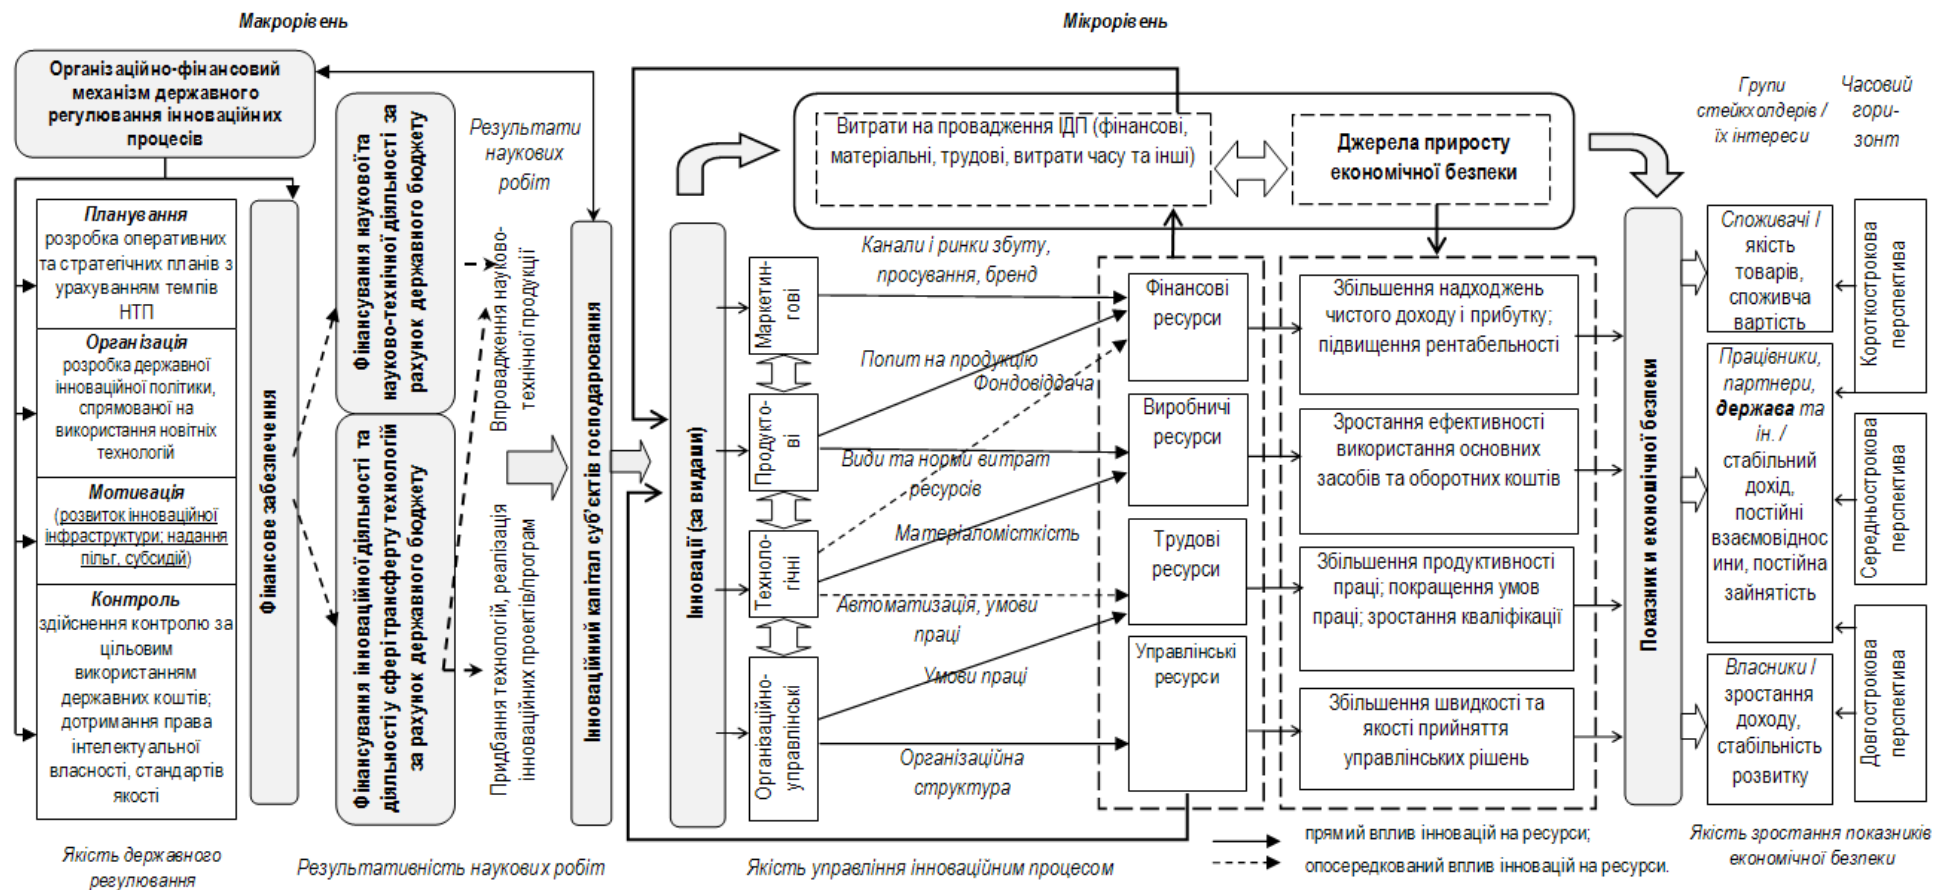 Макрорівень
Мікрорівень
Організаційно-фінансовий
механізм державного
регулювання інноваційних
процесів
Планування
розробка оперативних
та стратегічних планів з
урахуванням темпів
НТП
Організація
розробка державної
інноваційної політики,
спрямованої на
використання новітніх
технологій
Мотивація
(розвиток інноваційної
інфраструктури; надання
пільг, субсидій)
Контроль
здійснення контролю за
цільовим
використанням
державних коштів;
дотримання права
інтелектуальної
власності, стандартів
якості
Фінансове забезпечення
Фінансування наукової та
науково-технічної діяльності за
рахунок державного бюджету
Фінансування інноваційної діяльності та
діяльності у сфері трансферту технологій
за рахунок державного бюджету
Результати
наукових
робіт
Впровадження науково-
технічної продукції
Придбання технологій, реалізація
інноваційних проектів/програм
Інноваційний капітал суб’єктів господарювання
Інновації (за видаши)
Маркетин-
гові
Продукто-
ві
Техноло-
гічні
Організаційно-
управлінські
Витрати на провадження ІДП (фінансові,
матеріальні, трудові, витрати часу та інші)
Джерела приросту
економічної безпеки
Канали і ринки збуту,
просування, бренд
Попит на продукцію
Фондовіддача
Види та норми витрат
ресурсів
Матеріаломісткість
Автоматизація, умови
праці
Умови праці
Організаційна
структура
Фінансові
ресурси
Виробничі
ресурси
Трудові
ресурси
Управлінські
ресурси
Збільшення надходжень
чистого доходу і прибутку;
підвищення рентабельності
Зростання ефективності
використання основних
засобів та оборотних коштів
Збільшення продуктивності
праці; покращення умов
праці; зростання кваліфікації
Збільшення швидкості та
якості прийняття
управлінських рішень
Показник и економічної безпеки
Групи
стейкхолдерів /
їх інтереси
Часовий
гори-
зонт
Споживачі /
якість
товарів,
споживча
вартість
Працівники,
партнери,
держава та
ін. /
стабільний
дохід,
постійні
взаємовіднос
ини, постійна
зайнятість
Власники /
зростання
доходу,
стабільність
розвитку
Короткострокова
перспектива
Середньострокова
перспектива
Довгострокова
перспектива
прямий вплив інновацій на ресурси;
опосередкований вплив інновацій на ресурси.
Якість державного
регулювання
Результативність наукових робіт
Якість управління інноваційним процесом
Якість зростання показників
економічної безпеки